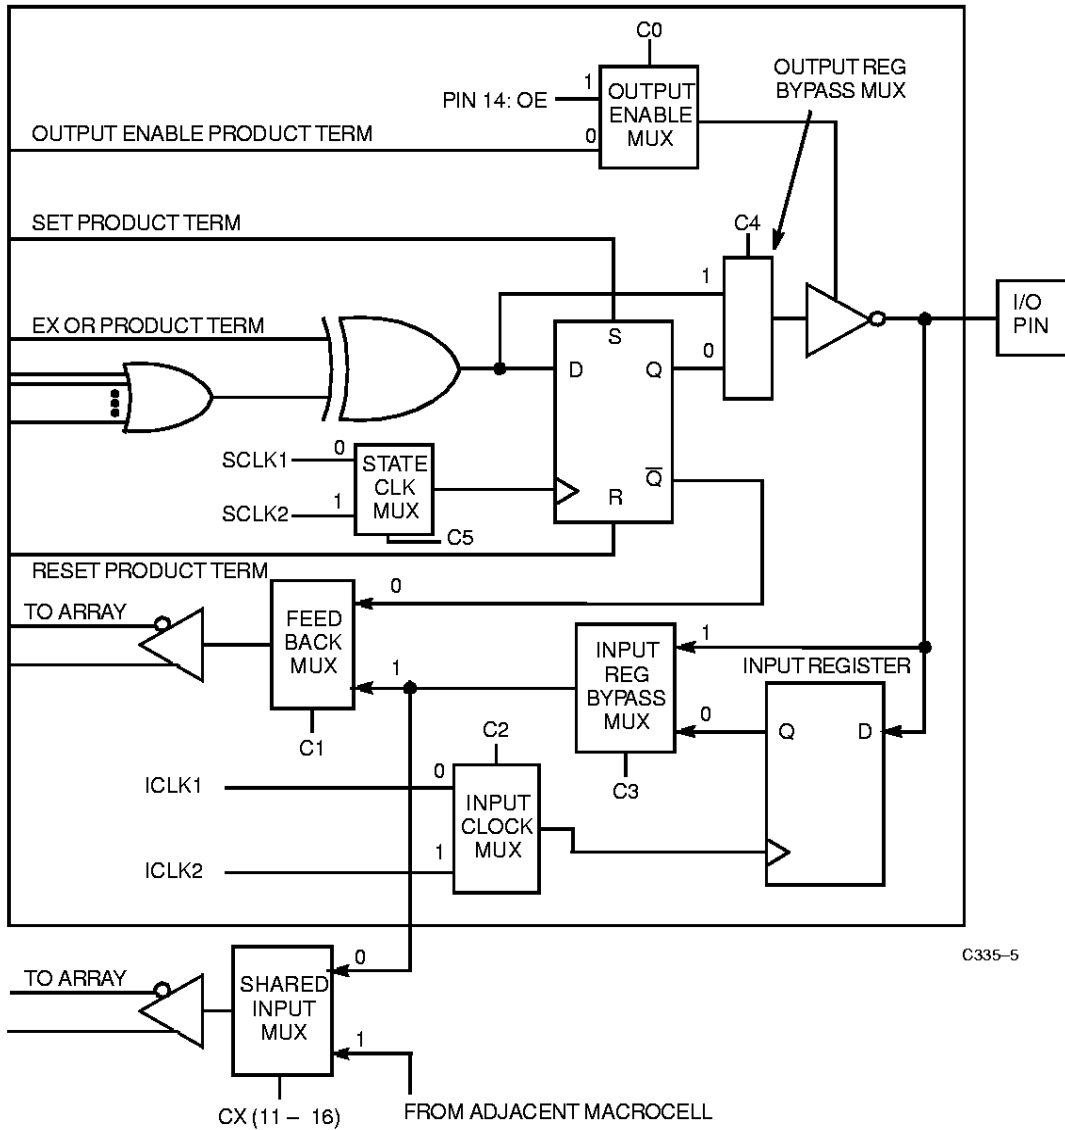 C0
OUTPUT REG
BYPASS MUX
1
PIN 14: OE
OUTPUT
ENABLE
MUX
OUTPUT ENABLE PRODUCT TERM
0
SET PRODUCT TERM
C4
1
I/O
PIN
EX OR PRODUCT TERM
S
D
Q
0
SCLK1
0
STATE
CLK
MUX
Q
SCLK2
1
R
C5
RESET PRODUCT TERM
0
TO ARRAY
FEED
BACK
MUX
1
INPUT
REG
BYPASS
MUX
1
INPUT REGISTER
0
Q
D
C1
C2
C3
ICLK1
0
INPUT
CLOCK
MUX
ICLK2
1
C335–5
TO ARRAY
0
SHARED
INPUT
MUX
1
CX (11 – 16)
FROM ADJACENT MACROCELL